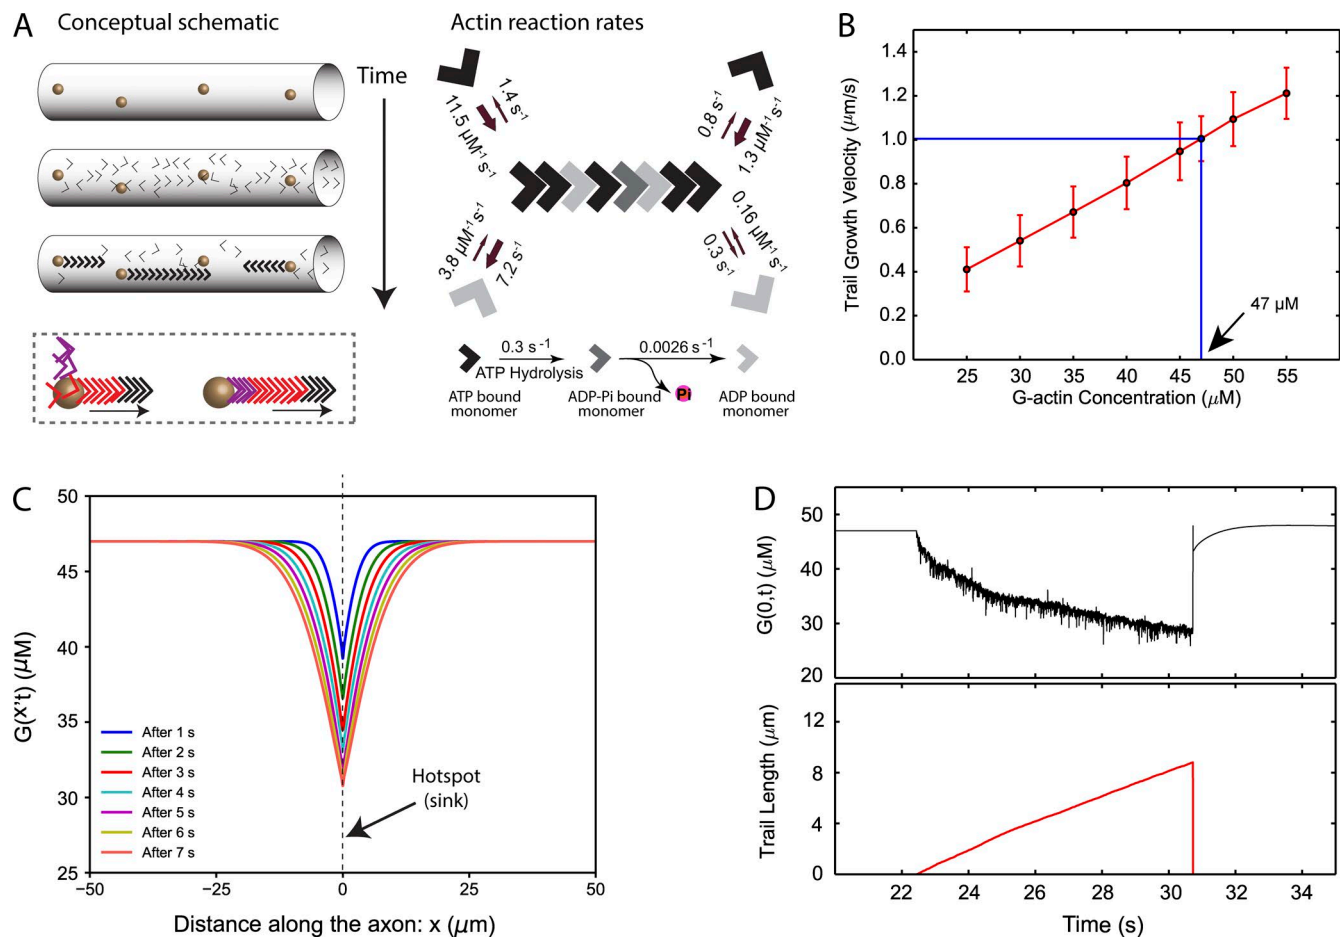 A
Conceptual schematic
Time
Actin reaction rates
1.4 s-1
11.5 μM-1 s-1
0.8 s-1
1.3 μM-1s-1
3.8 μM-1 s-1
7.2 s-1
0.16 μM-1s-1
0.3 s-1
0.3 s-1
ATP Hydrolysis
0.0026 s-1
Pi
ATP bound
monomer
ADP-Pi bound
monomer
ADP bound
monomer
B
Trail Growth Velocity (μm/s)
1.4
1.2
1.0
0.8
0.6
0.4
0.2
0.0
47 μM
25 30 35 40 45 50 55
G-actin Concentration (μM)
C
G(x,t) (μM)
50
47
40
35
30
25
After 1 s
After 2 s
After 3 s
After 4 s
After 5 s
After 6 s
After 7 s
Hotspot
(sink)
−50 −25 0 25 50
Distance along the axon: x (μm)
D
G(0,t) (μM)
50
40
30
20
Trail Length (μm)
12
8
4
0
22 24 26 28 30 32 34
Time (s)